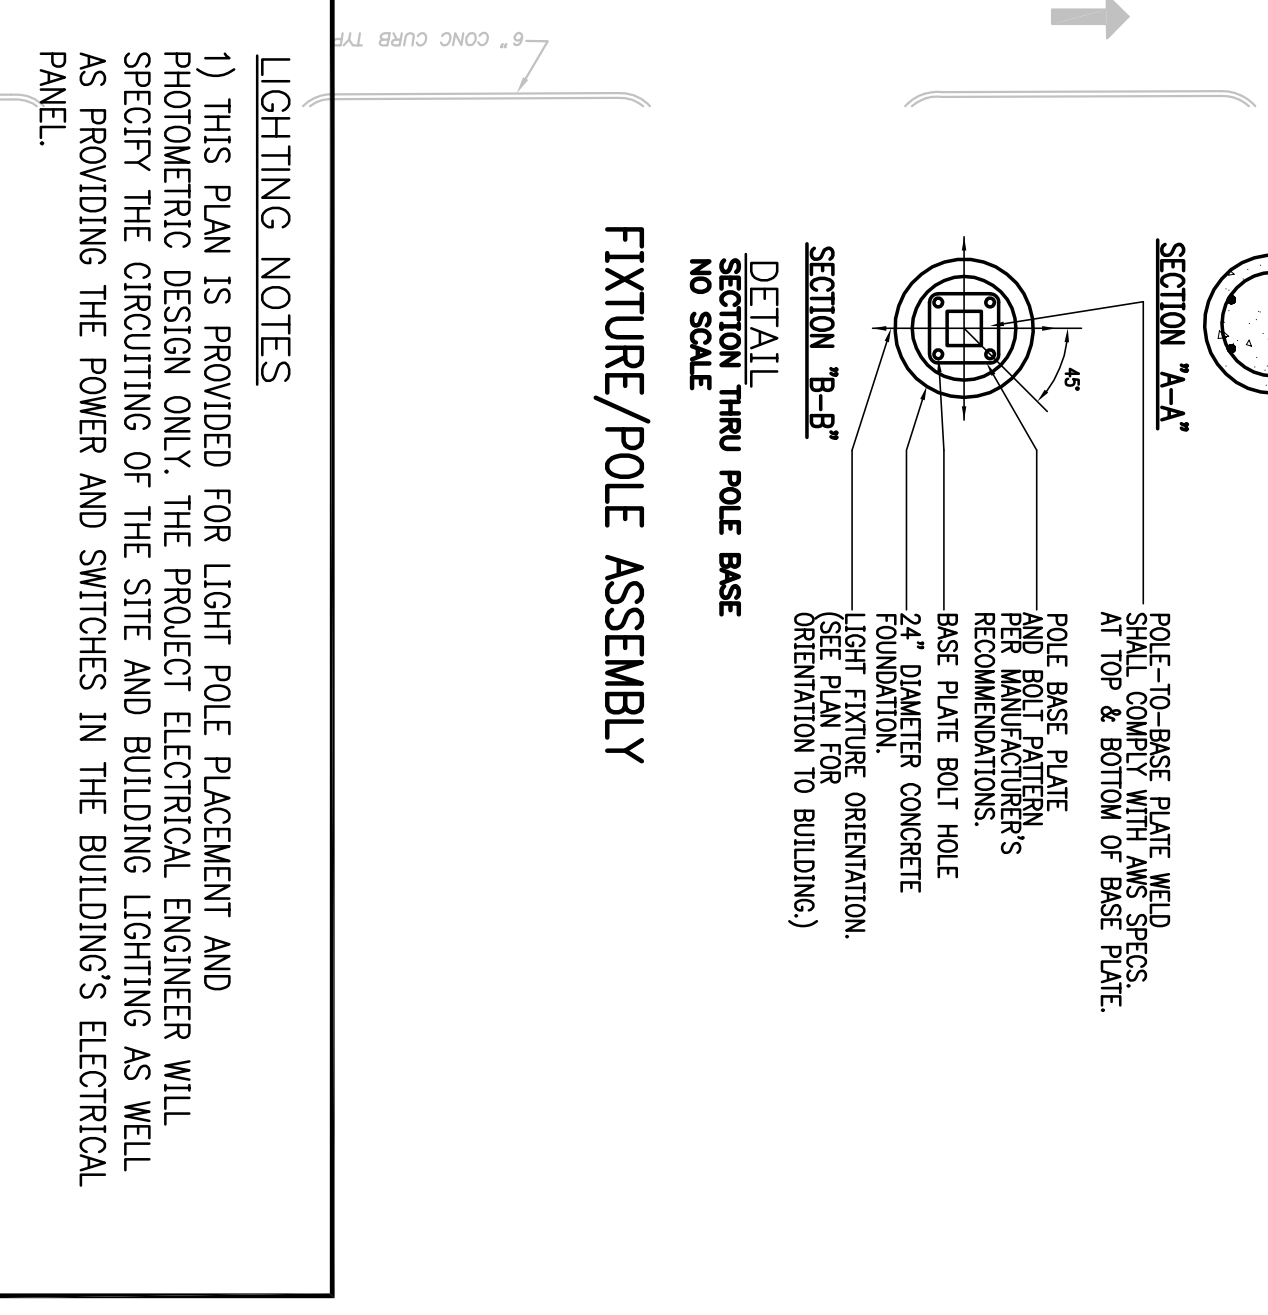 SECTION "A-A"
POLE-TO-BASE PLATE WELD
SHALL COMPLY WITH AWS SPECS.
AT TOP & BOTTOM OF BASE PLATE.
45°
POLE BASE PLATE
AND BOLT PATTERN
PER MANUFACTURER'S
RECOMMENDATIONS.
BASE PLATE BOLT HOLE
24" DIAMETER CONCRETE
FOUNDATION.
LIGHT FIXTURE ORIENTATION.
(SEE PLAN FOR
ORIENTATION TO BUILDING.)
SECTION "B-B"
DETAIL
SECTION THRU POLE BASE
NO SCALE
FIXTURE/POLE ASSEMBLY
6" CONC CURB TYP
LIGHTING NOTES
1) THIS PLAN IS PROVIDED FOR LIGHT POLE PLACEMENT AND
PHOTOMETRIC DESIGN ONLY. THE PROJECT ELECTRICAL ENGINEER WILL
SPECIFY THE CIRCUITING OF THE SITE AND BUILDING LIGHTING AS WELL
AS PROVIDING THE POWER AND SWITCHES IN THE BUILDING'S ELECTRICAL
PANEL.